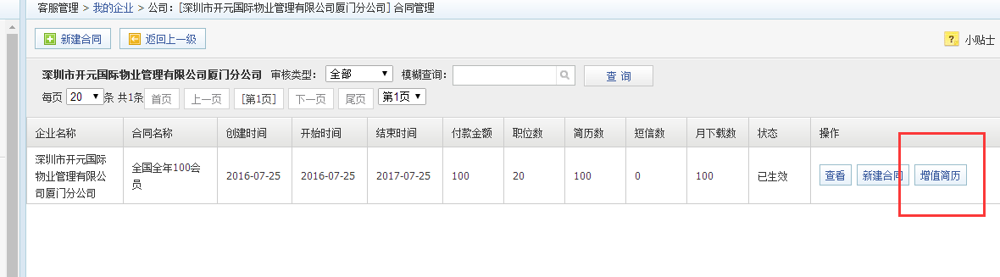 客服管理 > 我的企业 > 公司：[深圳市开元国际物业管理有限公司厦门分公司] 合同管理
新建合同 返回上一级 ? 小贴士
深圳市开元国际物业管理有限公司厦门分公司 审核类型： 全部 模糊查询： 查 询
每页 20 条 共1条 首页 上一页 [第1页] 下一页 尾页 第1页
企业名称 合同名称 创建时间 开始时间 结束时间 付款金额 职位数 简历数 短信数 月下载数 状态 操作
深圳市开元国际
物业管理有限公
司厦门分公司
全国全年100会
员
2016-07-25 2016-07-25 2017-07-25 100 20 100 0 100 已生效 查看 新建合同 增值简历